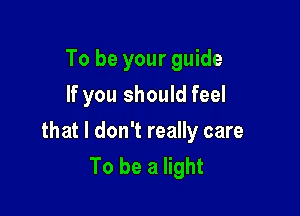 To be your guide
If you should feel
that I don't really care
To be a light